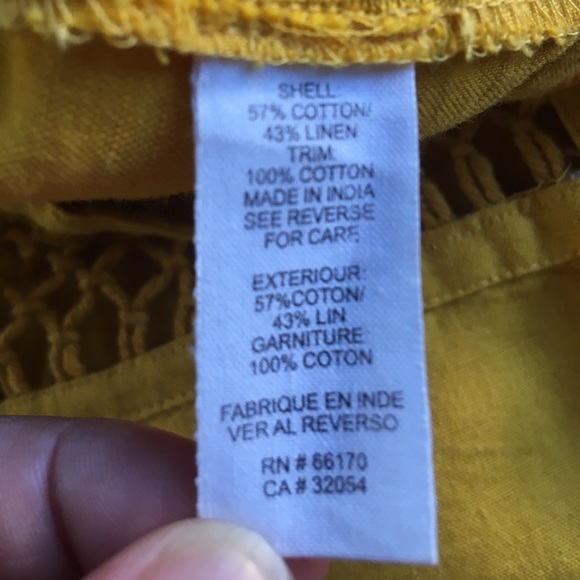 SHELL:
57% COTTON/
43% LINEN
TRIM:
100% COTTON
MADE IN INDIA
SEE REVERSE
FOR CARE
EXTERIOUR:
57%COTON/
43% LIN
GARNITURE:
100% COTON
FABRIQUE EN INDE
VER AL REVERSO
RN # 66170
CA # 32054